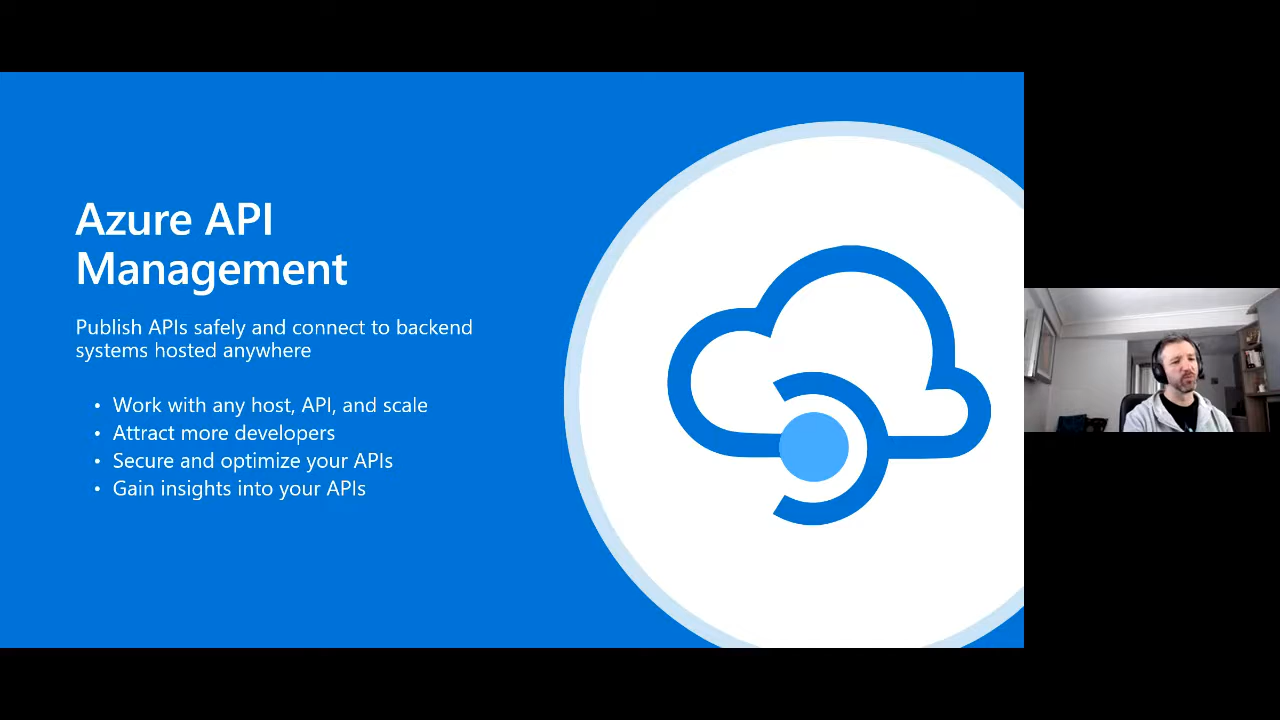 Azure API
Management
Publish APIs safely and connect to backend
systems hosted anywhere
• Work with any host, API, and scale
• Attract more developers
• Secure and optimize your APIs
• Gain insights into your APIs